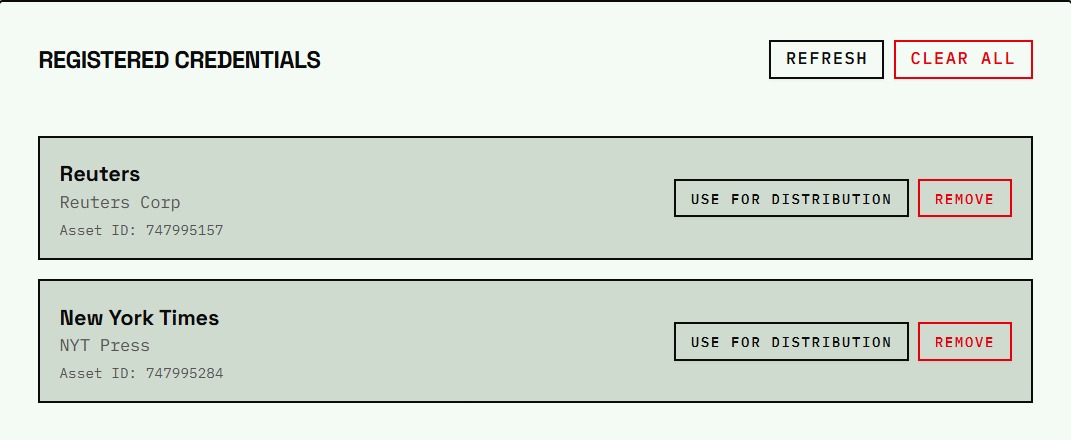 REGISTERED CREDENTIALS
REFRESH
CLEAR ALL
Reuters
Reuters Corp
Asset ID: 747995157
USE FOR DISTRIBUTION
REMOVE
New York Times
NYT Press
Asset ID: 747995284
USE FOR DISTRIBUTION
REMOVE